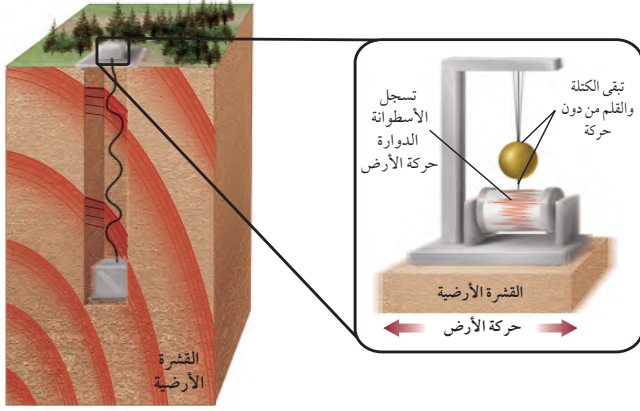 تبقى الكتلة
والقلم من دون
حركة
تسجل
الأسطوانة
الدوارة
حركة الأرض
القشرة الأرضية
حركة الأرض
القشرة
الأرضية